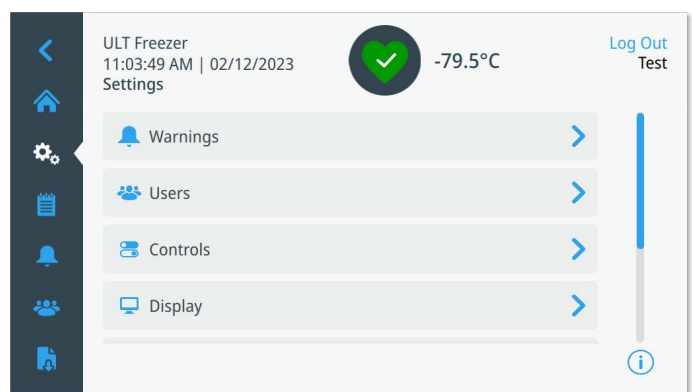 ULT Freezer
11:03:49 AM | 02/12/2023
Settings
-79.5°C
Log Out
Test
Warnings
Users
Controls
Display